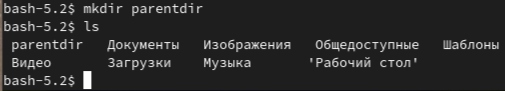 bash-5.2$ mkdir parentdir
bash-5.2$ ls
parentdir Документы Изображения Общедоступные Шаблоны
Видео Загрузки Музыка 'Рабочий стол'
bash-5.2$